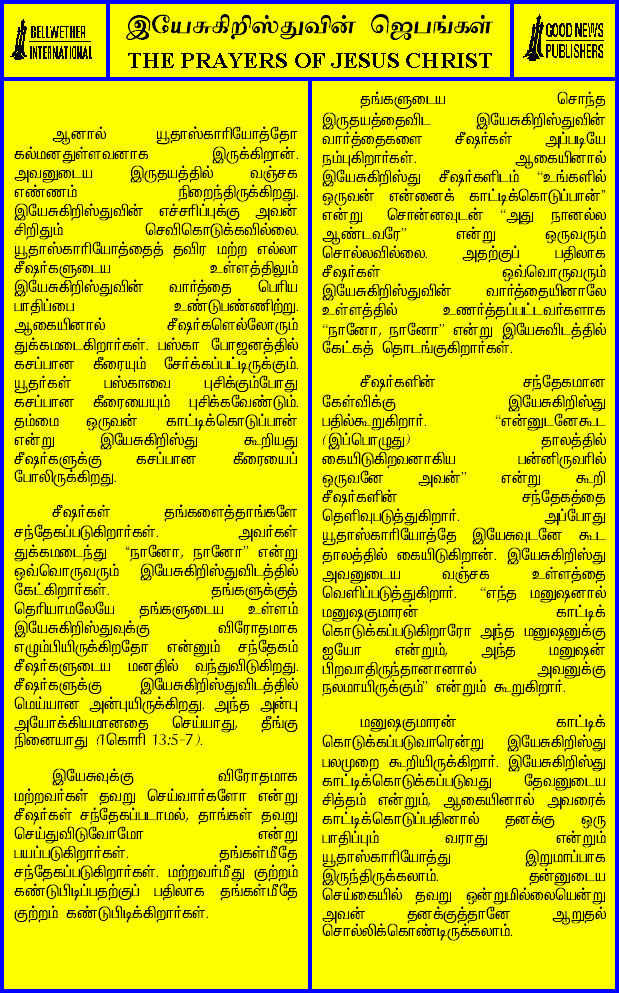 BELLWETHER
INTERNATIONAL
இயேசுகிறிஸ்துவின் ஜெபங்கள்
THE PRAYERS OF JESUS CHRIST
GOOD NEWS
PUBLISHERS
ஆனால் யூதாஸ்காரியோத்தோ
கல்மனதுள்ளவனாக இருக்கிறான்.
அவனுடைய இருதயத்தில் வஞ்சக
எண்ணம் நிறைந்திருக்கிறது.
இயேசுகிறிஸ்துவின் எச்சரிப்புக்கு அவன்
சிறிதும் செவிகொடுக்கவில்லை.
யூதாஸ்காரியோத்தைத் தவிர மற்ற எல்லா
சீஷர்களுடைய உள்ளத்திலும்
இயேசுகிறிஸ்துவின் வார்த்தை பெரிய
பாதிப்பை உண்டுபண்ணிற்று.
ஆகையினால் சீஷர்களெல்லோரும்
துக்கமடைகிறார்கள். பஸ்கா போஜனத்தில்
கசப்பான கீரையும் சேர்க்கப்பட்டிருக்கும்.
யூதர்கள் பஸ்காவை புசிக்கும்போது
கசப்பான கீரையையும் புசிக்கவேண்டும்.
தம்மை ஒருவன் காட்டிக்கொடுப்பான்
என்று இயேசுகிறிஸ்து கூறியது
சீஷர்களுக்கு கசப்பான கீரையைப்
போலிருக்கிறது.
சீஷர்கள் தங்களைத்தாங்களே
சந்தேகப்படுகிறார்கள். அவர்கள்
துக்கமடைந்து “நானோ, நானோ” என்று
ஒவ்வொருவரும் இயேசுகிறிஸ்துவிடத்தில்
கேட்கிறார்கள். தங்களுக்குத்
தெரியாமலேயே தங்களுடைய உள்ளம்
இயேசுகிறிஸ்துவுக்கு விரோதமாக
எழும்பியிருக்கிறதோ என்னும் சந்தேகம்
சீஷர்களுடைய மனதில் வந்துவிடுகிறது.
சீஷர்களுக்கு இயேசுகிறிஸ்துவிடத்தில்
மெய்யான அன்புயிருக்கிறது. அந்த அன்பு
அயோக்கியமானதை செய்யாது, தீங்கு
நினையாது (1கொரி 13:5-7).
இயேசுவுக்கு விரோதமாக
மற்றவர்கள் தவறு செய்வார்களோ என்று
சீஷர்கள் சந்தேகப்படாமல், தாங்கள் தவறு
செய்துவிடுவோமோ என்று
பயப்படுகிறார்கள். தங்கள்மீதே
சந்தேகப்படுகிறார்கள். மற்றவர்மீது குற்றம்
கண்டுபிடிப்பதற்குப் பதிலாக தங்கள்மீதே
குற்றம் கண்டுபிடிக்கிறார்கள்.
தங்களுடைய சொந்த
இருதயத்தைவிட இயேசுகிறிஸ்துவின்
வார்த்தைகளை சீஷர்கள் அப்படியே
நம்புகிறார்கள். ஆகையினால்
இயேசுகிறிஸ்து சீஷர்களிடம் “உங்களில்
ஒருவன் என்னைக் காட்டிக்கொடுப்பான்”
என்று சொன்னவுடன் “அது நானல்ல
ஆண்டவரே” என்று ஒருவரும்
சொல்லவில்லை. அதற்குப் பதிலாக
சீஷர்கள் ஒவ்வொருவரும்
இயேசுகிறிஸ்துவின் வார்த்தையினாலே
உள்ளத்தில் உணர்த்தப்பட்டவர்களாக
“நானோ, நானோ” என்று இயேசுவிடத்தில்
கேட்கத் தொடங்குகிறார்கள்.
சீஷர்களின் சந்தேகமான
கேள்விக்கு இயேசுகிறிஸ்து
பதில்கூறுகிறார். “என்னுடனேகூட
(இப்பொழுது) தாலத்தில்
கையிடுகிறவனாகிய பன்னிருவரில்
ஒருவனே அவன்” என்று கூறி
சீஷர்களின் சந்தேகத்தை
தெளிவுபடுத்துகிறார். அப்போது
யூதாஸ்காரியோத்தே இயேசுவுடனே கூட
தாலத்தில் கையிடுகிறான். இயேசுகிறிஸ்து
அவனுடைய வஞ்சக உள்ளத்தை
வெளிப்படுத்துகிறார். “எந்த மனுஷனால்
மனுஷகுமாரன் காட்டிக்
கொடுக்கப்படுகிறாரோ அந்த மனுஷனுக்கு
ஐயோ என்றும், அந்த மனுஷன்
பிறவாதிருந்தானானால் அவனுக்கு
நலமாயிருக்கும்” என்றும் கூறுகிறார்.
மனுஷகுமாரன் காட்டிக்
கொடுக்கப்படுவாரென்று இயேசுகிறிஸ்து
பலமுறை கூறியிருக்கிறார். இயேசுகிறிஸ்து
காட்டிக்கொடுக்கப்படுவது தேவனுடைய
சித்தம் என்றும், ஆகையினால் அவரைக்
காட்டிக்கொடுப்பதினால் தனக்கு ஒரு
பாதிப்பும் வராது என்றும்
யூதாஸ்காரியோத்து இறுமாப்பாக
இருந்திருக்கலாம். தன்னுடைய
செய்கையில் தவறு ஒன்றுமில்லையென்று
அவன் தனக்குத்தானே ஆறுதல்
சொல்லிக்கொண்டிருக்கலாம்.